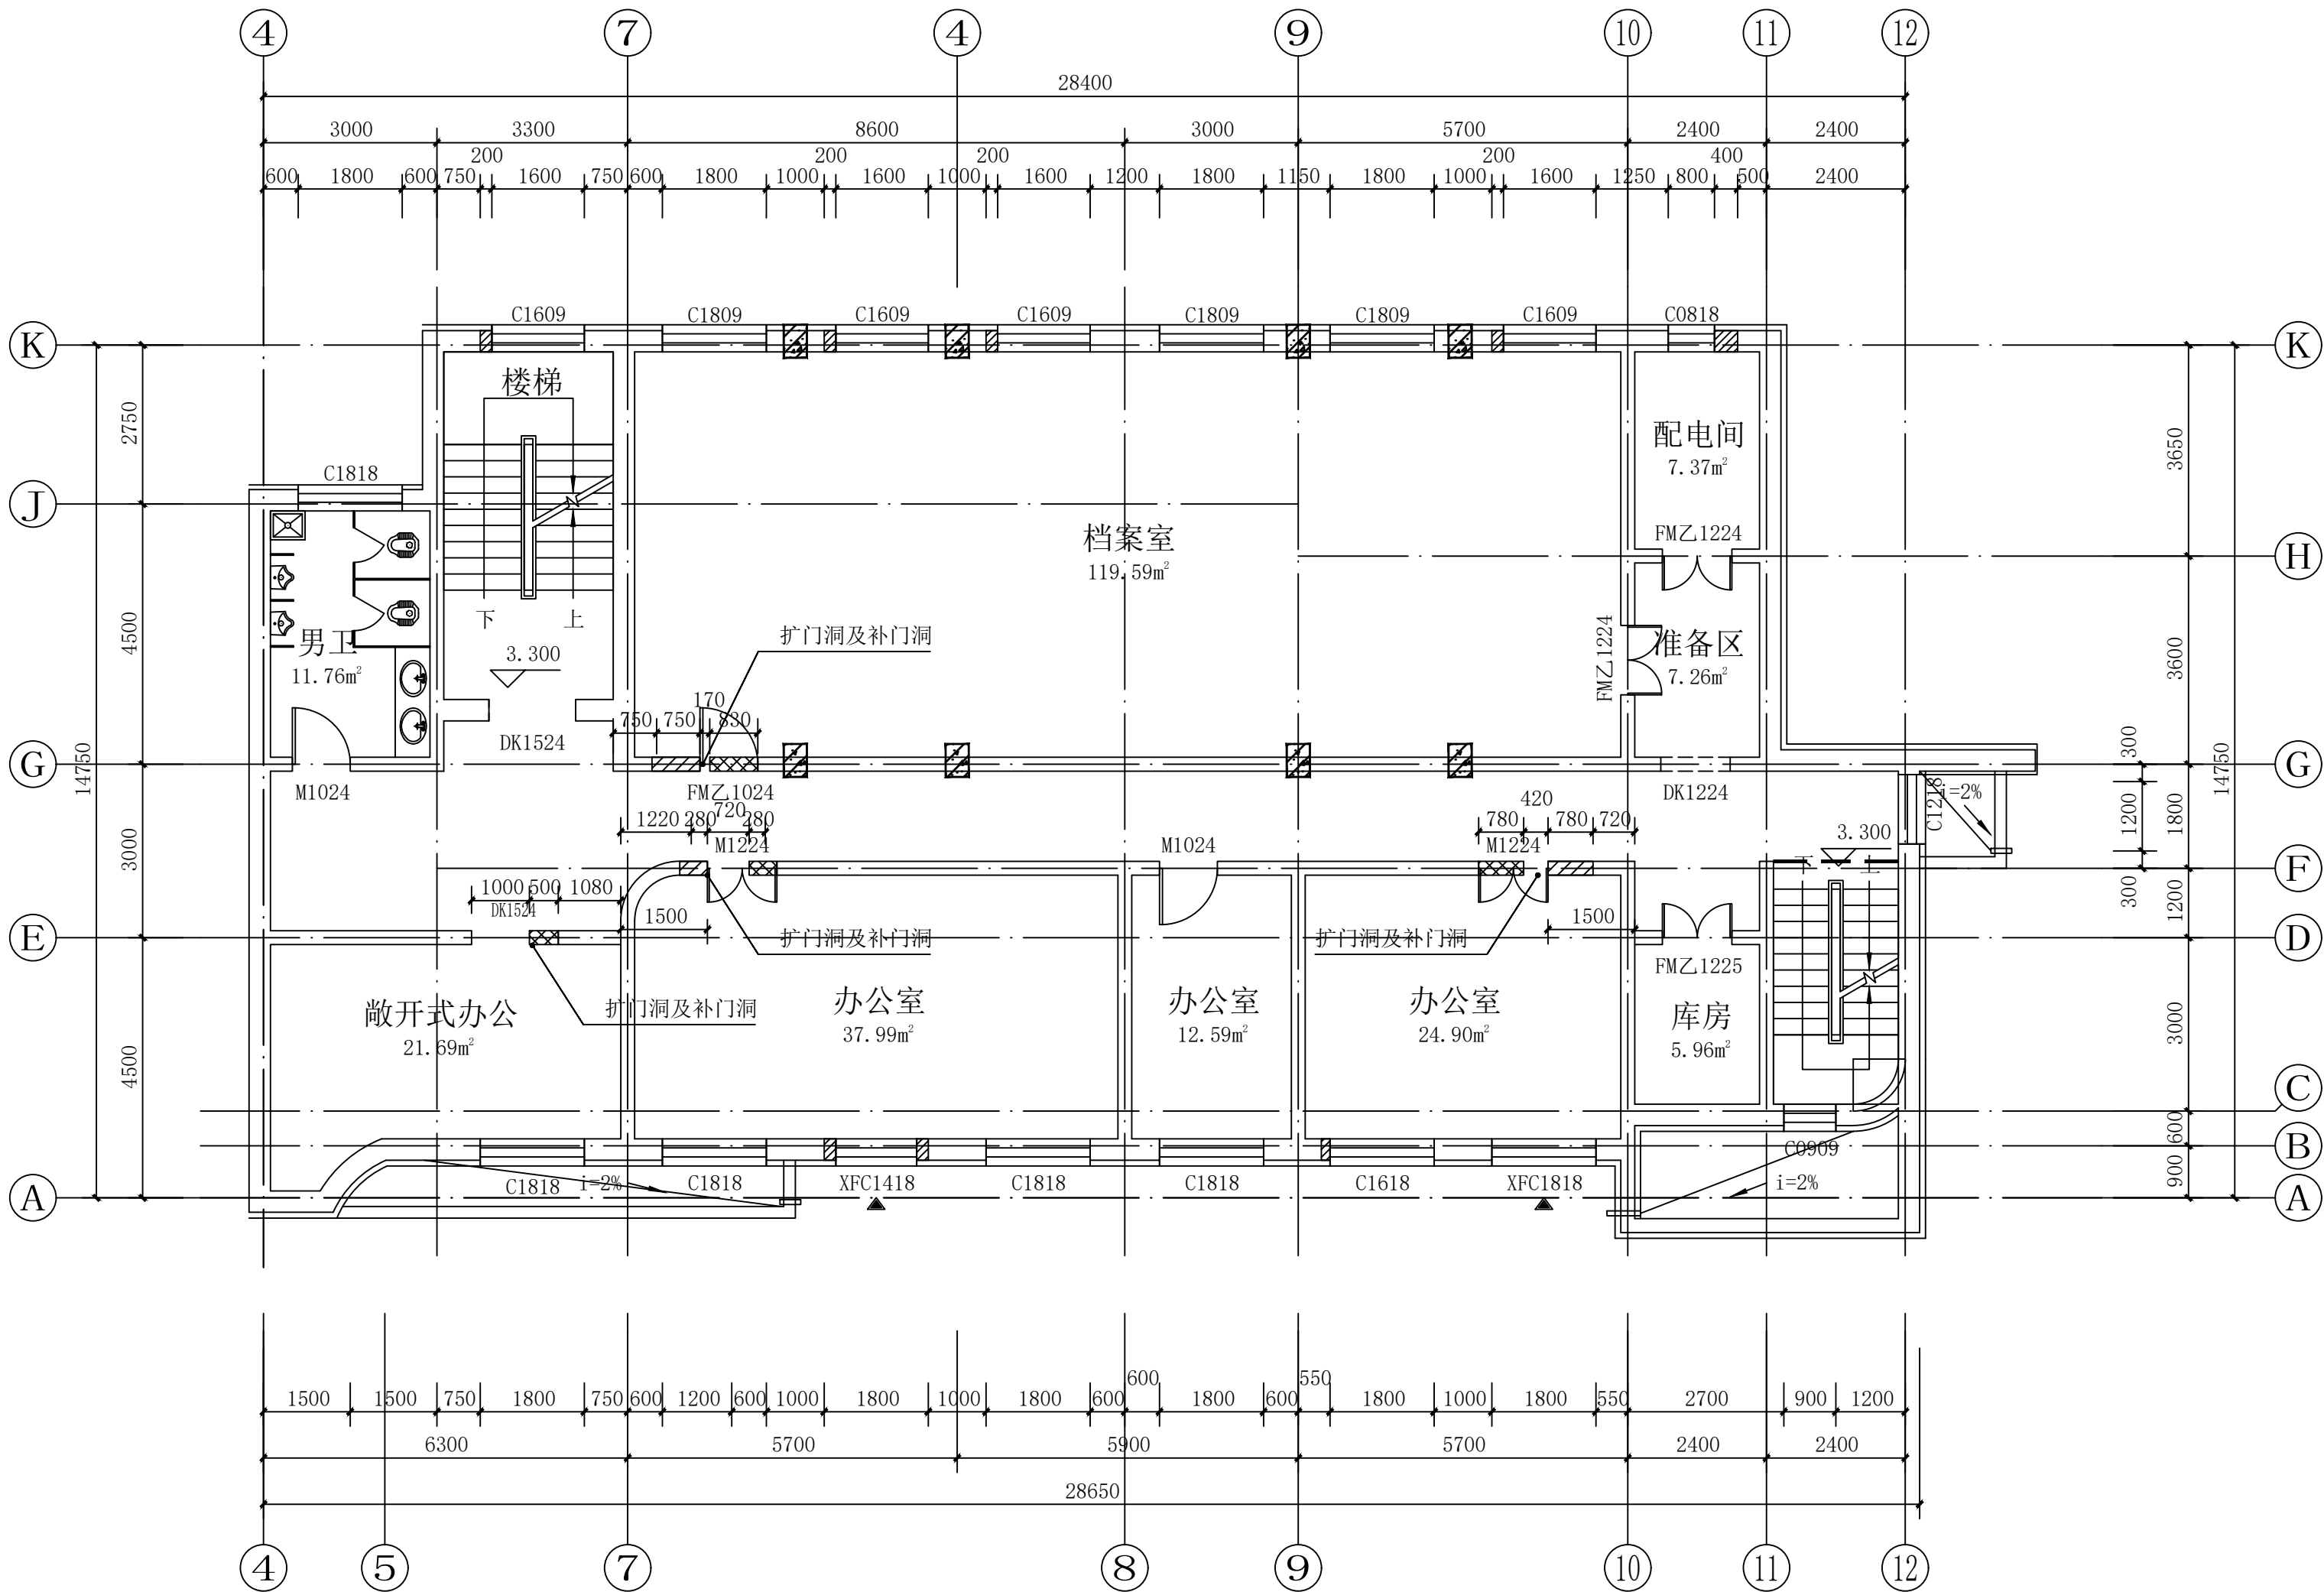 4 7 4 9 10 11 12
28400
3000 3300 8600 3000 5700 2400 2400
200 200 200 200 400
600 1800 600 750 1600 750 600 1800 1000 1600 1000 1600 1200 1800 1150 1800 1000 1600 1250 800 500 2400
C1609 C1809 C1609 C1609 C1809 C1809 C1609 C0818
K K
楼梯
2750
配电间
7.37m²
3650
C1818
J
档案室
119.59m²
FM乙1224
H
下 上
4500
男卫
11.76m²
3.300
扩门洞及补门洞
FM乙1224
准备区
7.26m²
3600
170
750 750 830
DK1524
300
G 14750 G 14750
M1024
FM乙1024
DK1224
C1218
i=2%
720
1220 280 280
420
780 780 720
1200 1800
M1224 M1024 M1224
3.300
3000
下 上
F
300
1000 500 1080
DK1524
1500 1500
1200
E D
扩门洞及补门洞 扩门洞及补门洞
FM乙1225
敞开式办公
21.69m²
扩门洞及补门洞
办公室
37.99m²
办公室
12.59m²
办公室
24.90m²
库房
5.96m²
3000
4500
C
600
B
C0909
900
C1818 i=2% C1818 XFC1418 C1818 C1818 C1618 XFC1818 i=2%
A A
600 550
1500 1500 750 1800 750 600 1200 600 1000 1800 1000 1800 600 1800 600 1800 1000 1800 550 2700 900 1200
6300 5700 5900 5700 2400 2400
28650
4 5 7 8 9 10 11 12